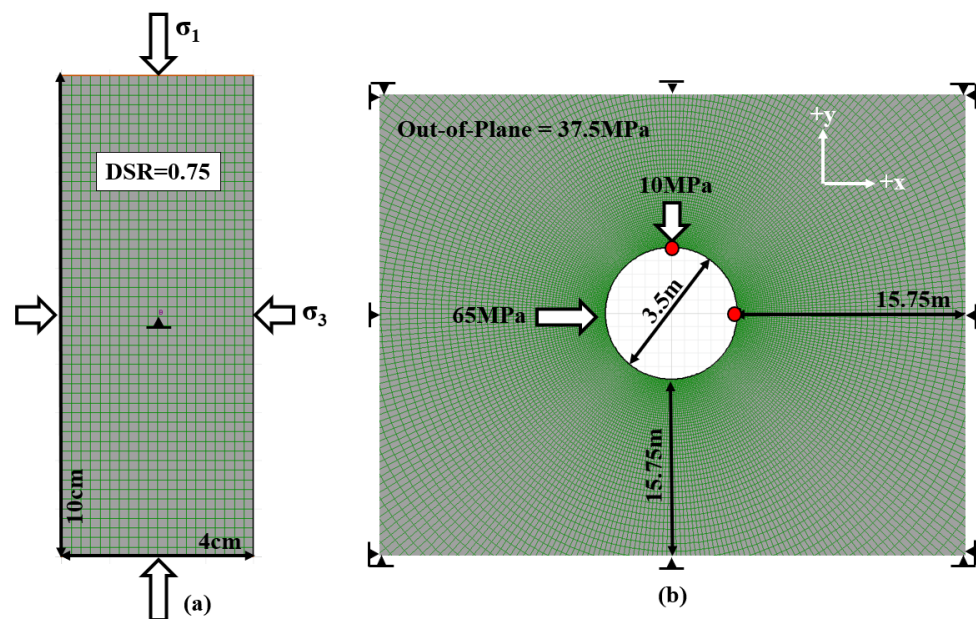 σ1
DSR=0.75
σ3
10cm
4cm
(a)
Out-of-Plane = 37.5MPa
+y
+x
10MPa
65MPa
3.5m
15.75m
15.75m
(b)